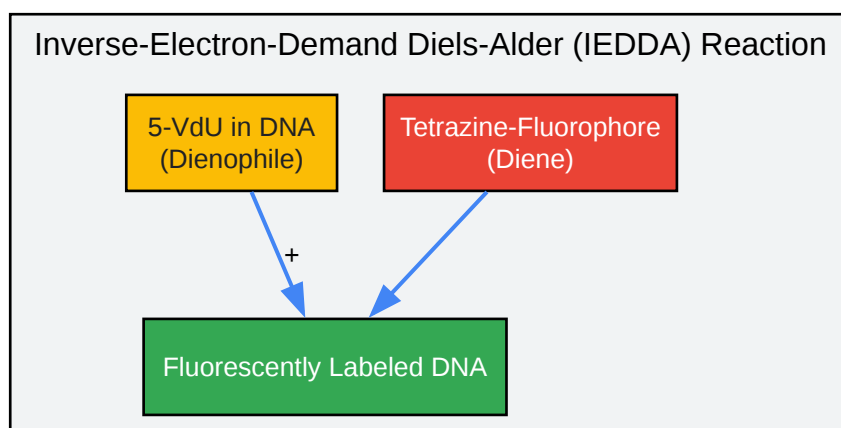 Inverse-Electron-Demand Diels-Alder (IEDDA) Reaction
5-VdU in DNA
(Dienophile)
Tetrazine-Fluorophore
(Diene)
+
Fluorescently Labeled DNA